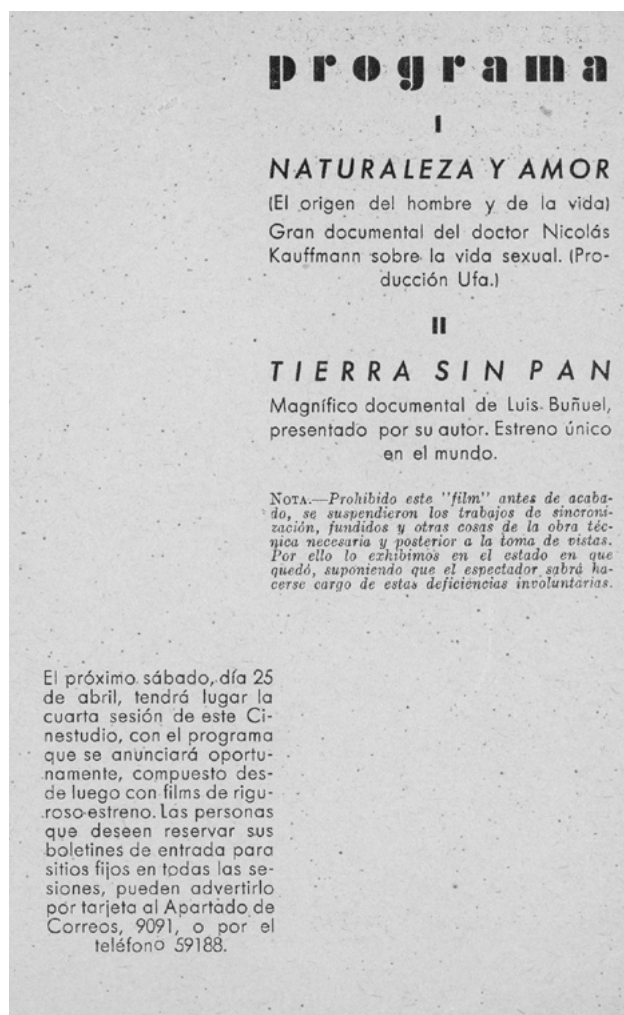 programa
I
NATURALEZA Y AMOR
(El origen del hombre y de la vida)
Gran documental del doctor Nicolás
Kauffmann sobre la vida sexual. (Pro-
ducción Ufa.)
II
TIERRA SIN PAN
Magnífico documental de Luis Buñuel,
presentado por su autor. Estreno único
en el mundo.
NOTA.—Prohibido este "film" antes de acaba-
do, se suspendieron los trabajos de sincroni-
zación, fundidos y otras cosas de la obra téc-
nica necesaria y posterior a la toma de vistas.
Por ello lo exhibimos en el estado en que
quedó, suponiendo que el espectador sabrá ha-
cerse cargo de estas deficiencias involuntarias.
El próximo sábado, día 25
de abril, tendrá lugar la
cuarta sesión de este Ci-
nestudio, con el programa
que se anunciará oportu-
namente, compuesto des-
de luego con films de rigu-
roso estreno. Las personas
que deseen reservar sus
boletines de entrada para
sitios fijos en todas las se-
siones, pueden advertirlo
por tarjeta al Apartado de
Correos, 9091, o por el
teléfono 59188.